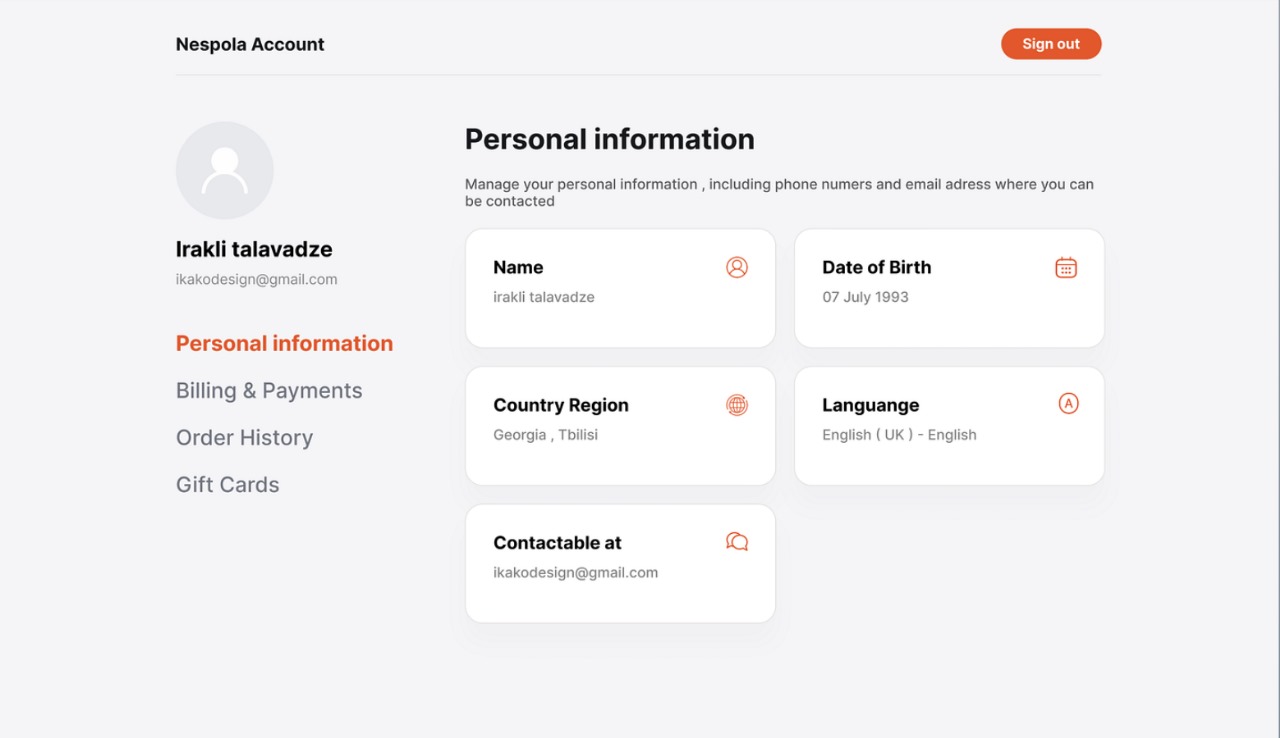 Nespola Account
Sign out
Irakli talavadze
ikakodesign@gmail.com
Personal information
Billing & Payments
Order History
Gift Cards
Personal information
Manage your personal information , including phone numers and email adress where you can
be contacted
Name
irakli talavadze
Date of Birth
07 July 1993
Country Region
Georgia , Tbilisi
Languange
A
English ( UK ) - English
Contactable at
ikakodesign@gmail.com